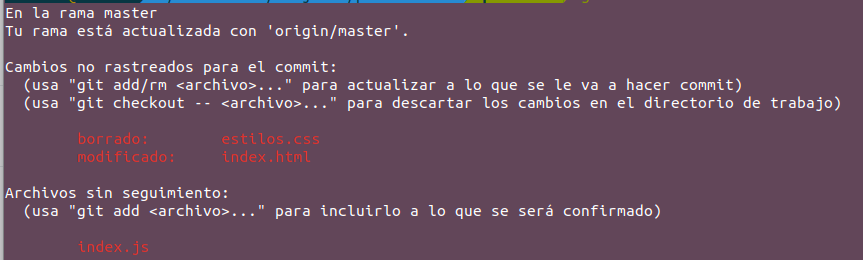 En la rama master
Tu rama está actualizada con 'origin/master'.
Cambios no rastreados para el commit:
(usa "git add/rm <archivo>..." para actualizar a lo que se le va a hacer commit)
(usa "git checkout -- <archivo>..." para descartar los cambios en el directorio de trabajo)
borrado: estilos.css
modificado: index.html
Archivos sin seguimiento:
(usa "git add <archivo>..." para incluirlo a lo que se será confirmado)
index.js